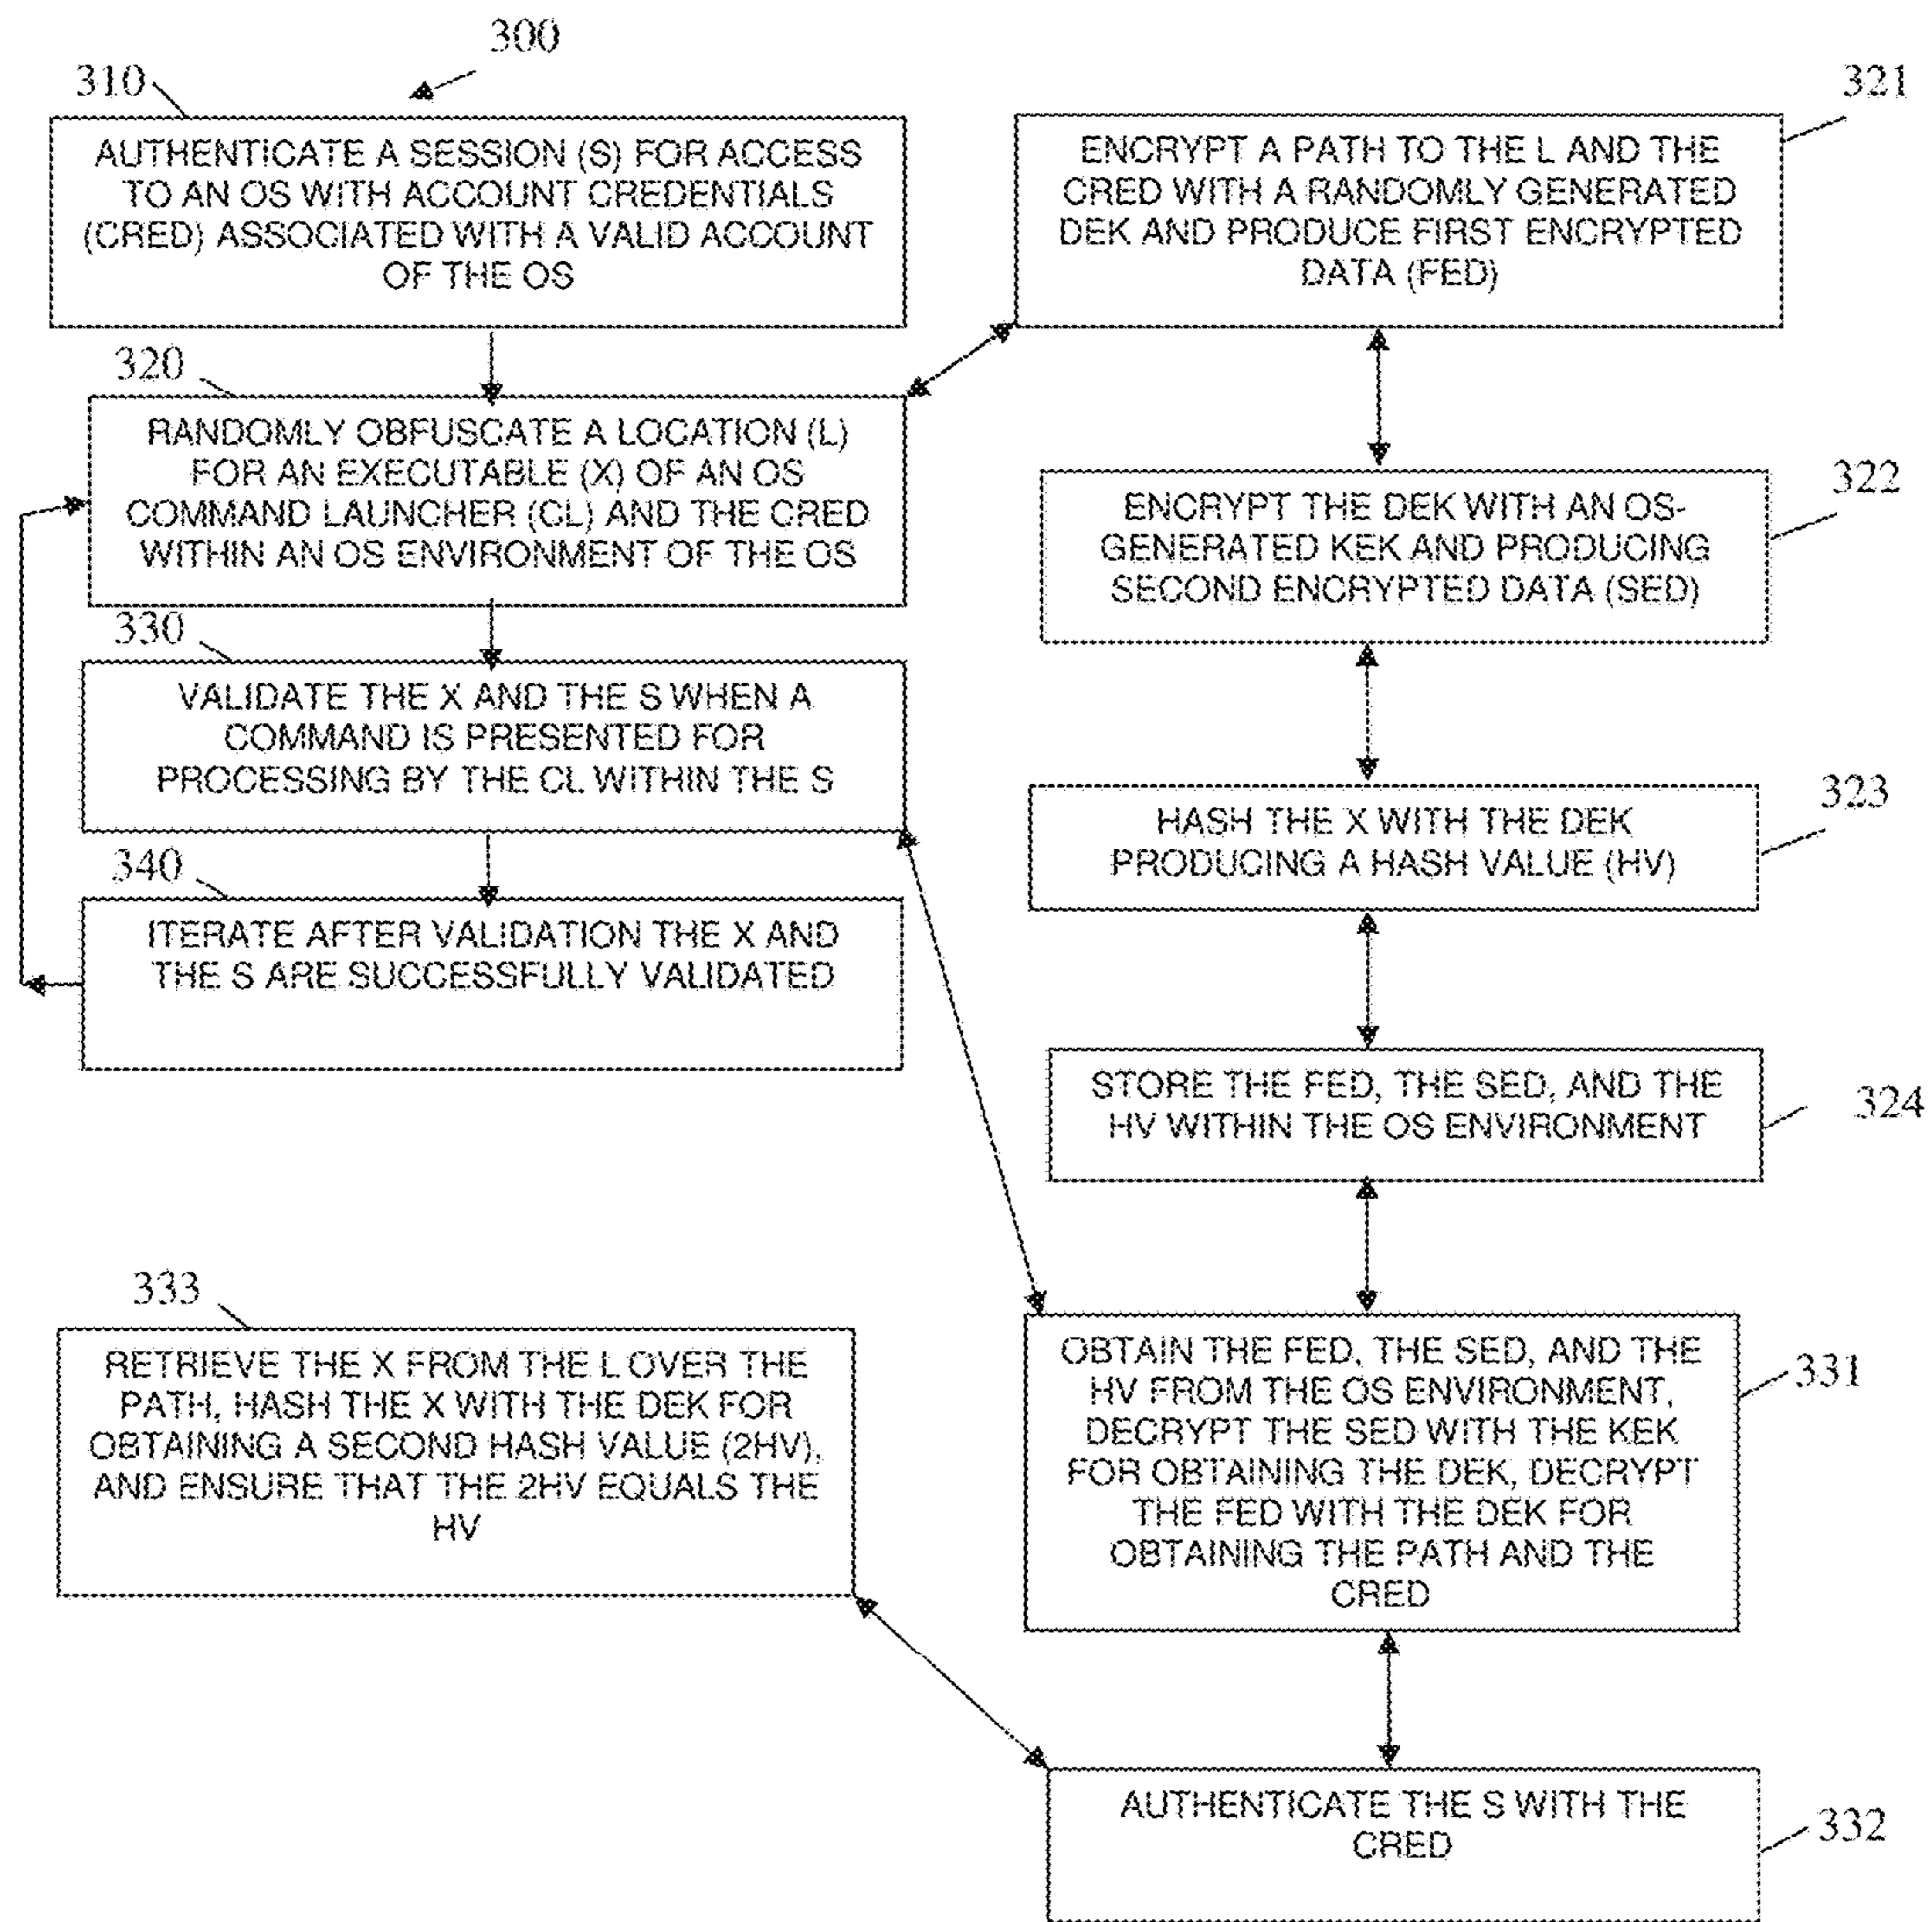 300
310
AUTHENTICATE A SESSION (S) FOR ACCESS
TO AN OS WITH ACCOUNT CREDENTIALS
(CRED) ASSOCIATED WITH A VALID ACCOUNT
OF THE OS
320
RANDOMLY OBFUSCATE A LOCATION (L)
FOR AN EXECUTABLE (X) OF AN OS
COMMAND LAUNCHER (CL) AND THE CRED
WITHIN AN OS ENVIRONMENT OF THE OS
330
VALIDATE THE X AND THE S WHEN A
COMMAND IS PRESENTED FOR
PROCESSING BY THE CL WITHIN THE S
340
ITERATE AFTER VALIDATION THE X AND
THE S ARE SUCCESSFULLY VALIDATED
321
ENCRYPT A PATH TO THE L AND THE
CRED WITH A RANDOMLY GENERATED
DEK AND PRODUCE FIRST ENCRYPTED
DATA (FED)
322
ENCRYPT THE DEK WITH AN OS-
GENERATED KEK AND PRODUCING
SECOND ENCRYPTED DATA (SED)
323
HASH THE X WITH THE DEK
PRODUCING A HASH VALUE (HV)
324
STORE THE FED, THE SED, AND THE
HV WITHIN THE OS ENVIRONMENT
331
OBTAIN THE FED, THE SED, AND THE
HV FROM THE OS ENVIRONMENT,
DECRYPT THE SED WITH THE KEK
FOR OBTAINING THE DEK, DECRYPT
THE FED WITH THE DEK FOR
OBTAINING THE PATH AND THE
CRED
332
AUTHENTICATE THE S WITH THE
CRED
333
RETRIEVE THE X FROM THE L OVER THE
PATH, HASH THE X WITH THE DEK FOR
OBTAINING A SECOND HASH VALUE (2HV),
AND ENSURE THAT THE 2HV EQUALS THE
HV